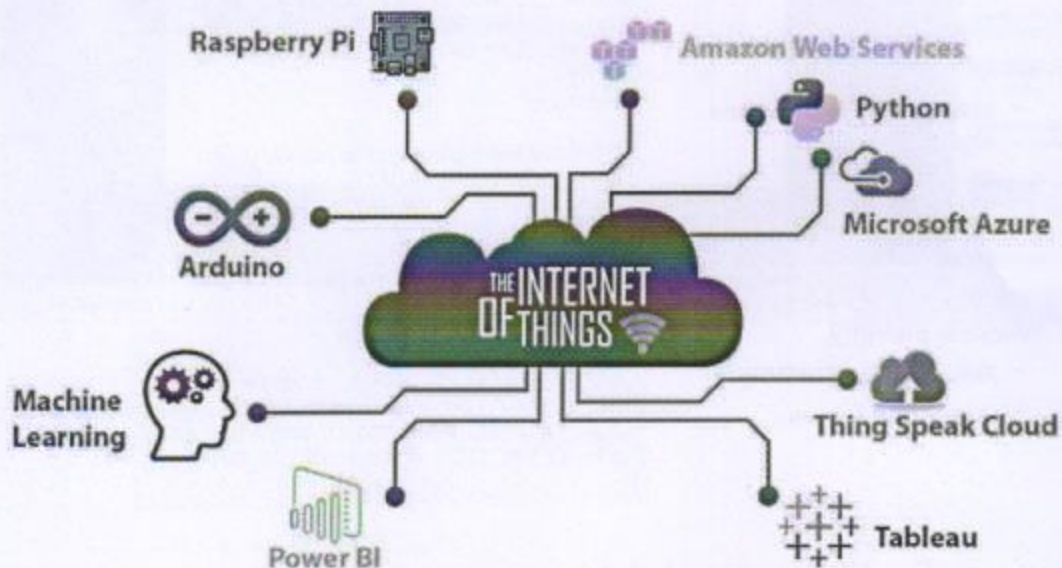 Raspberry Pi
Amazon Web Services
Python
Microsoft Azure
Arduino
THE INTERNET
OF THINGS
Machine
Learning
Thing Speak Cloud
Power BI
Tableau